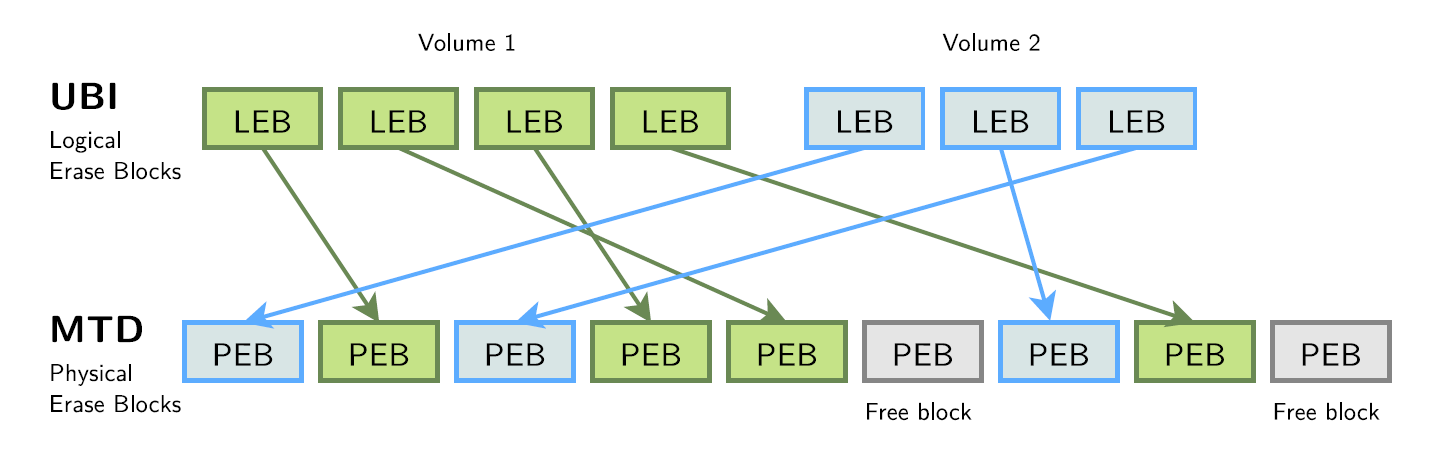 Volume 1
Volume 2
UBI
Logical
Erase Blocks
LEB LEB LEB LEB LEB LEB LEB
MTD
Physical
Erase Blocks
PEB PEB PEB PEB PEB PEB PEB PEB PEB
Free block
Free block